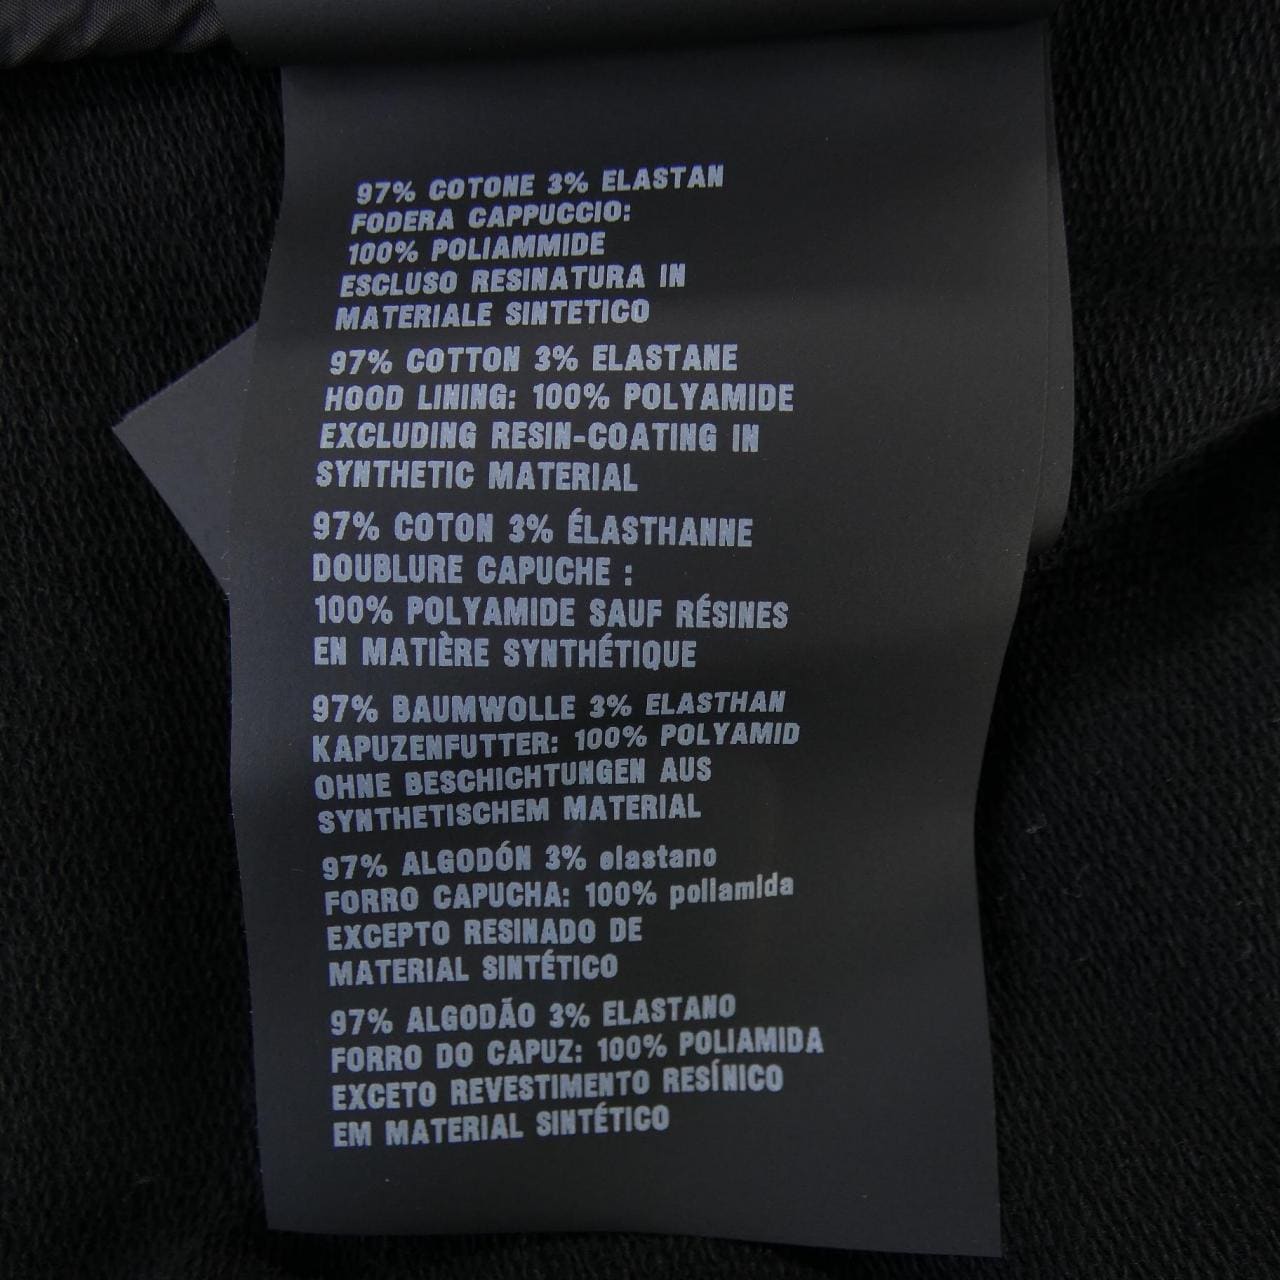 97% COTONE 3% ELASTAN
FODERA CAPPUCCIO:
100% POLIAMMIDE
ESCLUSO RESINATURA IN
MATERIALE SINTETICO
97% COTTON 3% ELASTANE
HOOD LINING: 100% POLYAMIDE
EXCLUDING RESIN-COATING IN
SYNTHETIC MATERIAL
97% COTON 3% ÉLASTHANNE
DOUBLURE CAPUCHE :
100% POLYAMIDE SAUF RÉSINES
EN MATIÈRE SYNTHÉTIQUE
97% BAUMWOLLE 3% ELASTHAN
KAPUZENFUTTER: 100% POLYAMID
OHNE BESCHICHTUNGEN AUS
SYNTHETISCHEM MATERIAL
97% ALGODÓN 3% elastano
FORRO CAPUCHA: 100% poliamida
EXCEPTO RESINADO DE
MATERIAL SINTÉTICO
97% ALGODÃO 3% ELASTANO
FORRO DO CAPUZ: 100% POLIAMIDA
EXCETO REVESTIMENTO RESÍNICO
EM MATERIAL SINTÉTICO